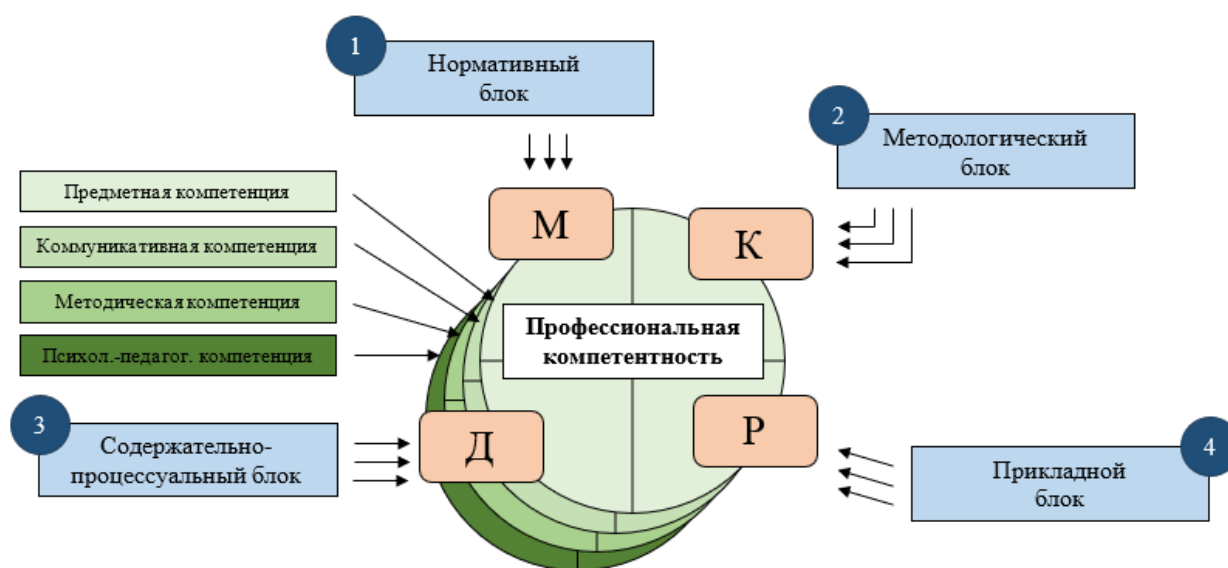 1
Нормативный
блок
2
Методологический
блок
Предметная компетенция
Коммуникативная компетенция
Методическая компетенция
Психол.-педагог. компетенция
М
К
Профессиональная
компетентность
3
Содержательно-
процессуальный блок
Д
Р
4
Прикладной
блок